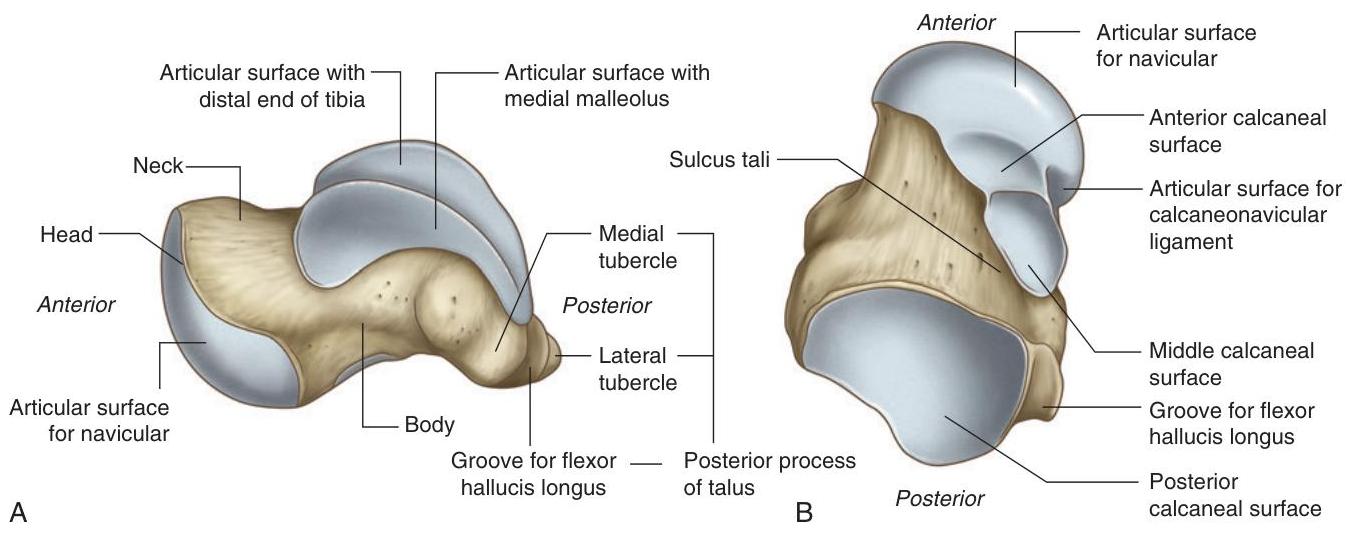 Articular surface with
distal end of tibia
Articular surface with
medial malleolus
Neck
Head
Anterior
Medial
tubercle
Posterior
Lateral
tubercle
Articular surface
for navicular
Body
Groove for flexor
hallucis longus
Posterior process
of talus
A
Anterior
Articular surface
for navicular
Anterior calcaneal
surface
Sulcus tali
Articular surface for
calcaneonavicular
ligament
Middle calcaneal
surface
Groove for flexor
hallucis longus
Posterior
calcaneal surface
Posterior
B